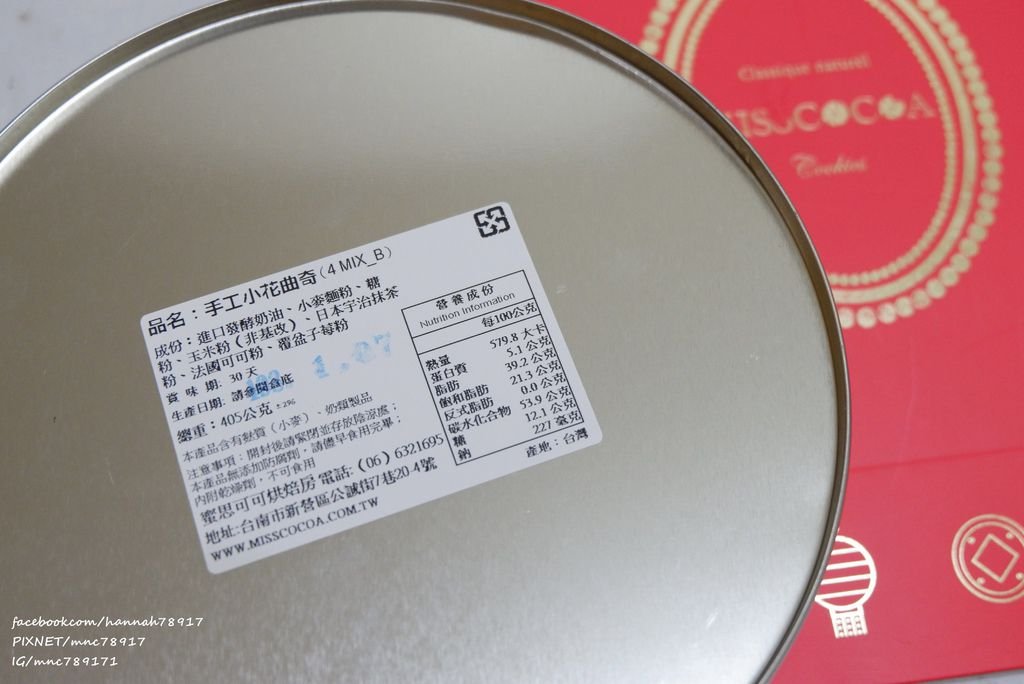 品名：手工小花曲奇(4 MIX_B)
成份：進口發酵奶油、小麥麵粉、糖
粉、玉米粉(非基改)、日本宇治抹茶
粉、法國可可粉、覆盆子莓粉
賞 味 期: 30 天
生產日期: 請參閱盒底
1.07
總重：405公克 ±2%
本產品含有麩質(小麥)、奶類製品
注意事項：開封後請緊閉並存放陰涼處；
本產品無添加防腐劑，請儘早食用完畢；
內附乾燥劑，不可食用
蜜思可可烘焙房 電話: (06) 6321695
地址:台南市新營區公誠街7巷20-4號
WWW.MISSCOCOA.COM.TW
營養成份
Nutrition Information
每100公克
熱量 579.8 大卡
蛋白質 5.1 公克
脂肪 39.2 公克
飽和脂肪 21.3 公克
反式脂肪 0.0 公克
碳水化合物 53.9 公克
糖 12.1 公克
鈉 227 毫克
產地：台灣
Classique naturel
ISSCOCOA
Cookies
facebook.com/hannah78917
PIXNET/mnc78917
IG/mnc789171